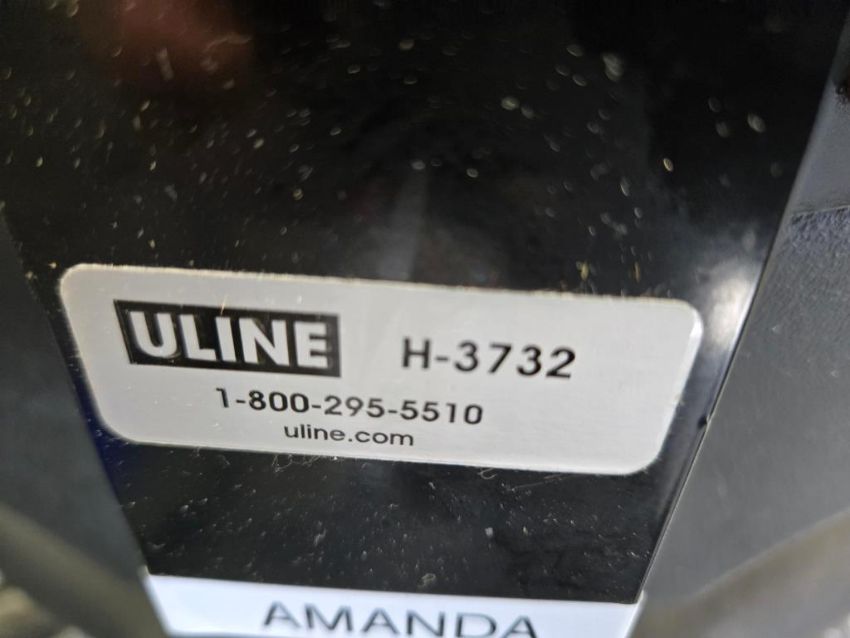 ULINE H-3732
1-800-295-5510
uline.com
AMANDA